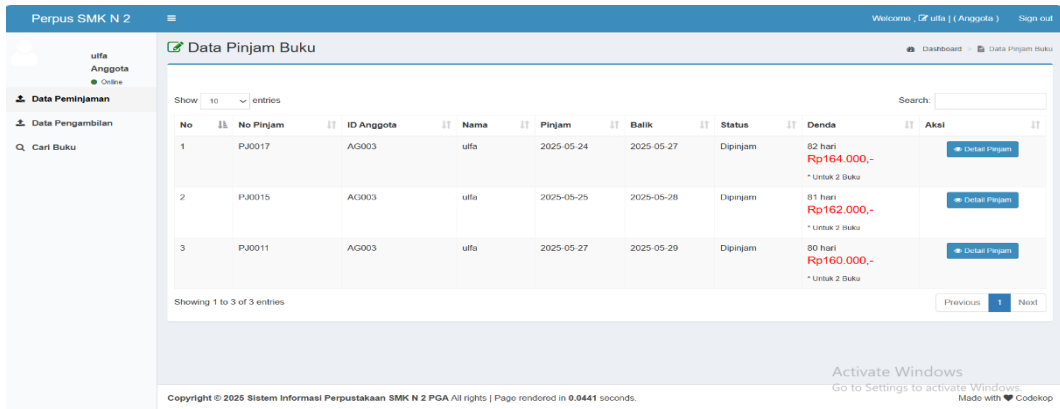 Perpus SMK N 2
Welcome , ulfa | ( Anggota ) Sign out
ulfa
Anggota
Online
Data Peminjaman
Data Pengambilan
Cari Buku
Data Pinjam Buku
Dashboard > Data Pinjam Buku
Show 10 entries
Search:
No No Pinjam ID Anggota Nama Pinjam Balik Status Denda Aksi
1 PJ0017 AG003 ulfa 2025-05-24 2025-05-27 Dipinjam 82 hari Detail Pinjam
Rp164.000,-
* Untuk 2 Buku
2 PJ0015 AG003 ulfa 2025-05-25 2025-05-28 Dipinjam 81 hari Detail Pinjam
Rp162.000,-
* Untuk 2 Buku
3 PJ0011 AG003 ulfa 2025-05-27 2025-05-29 Dipinjam 80 hari Detail Pinjam
Rp160.000,-
* Untuk 2 Buku
Showing 1 to 3 of 3 entries
Previous 1 Next
Activate Windows
Go to Settings to activate Windows.
Copyright © 2025 Sistem Informasi Perpustakaan SMK N 2 PGA All rights | Page rendered in 0.0441 seconds.
Made with ♥ Codekop